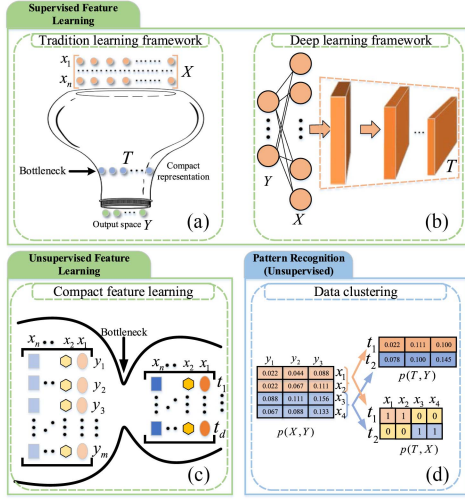 Supervised Feature
Learning
Tradition learning framework
x1
xn
X
T
Bottleneck
Compact
representation
Output space
Y
(a)
Deep learning framework
Y
X
T
(b)
Unsupervised Feature
Learning
Compact feature learning
Bottleneck
xn x2 x1
y1
y2
y3
ym
xn x2 x1
t1
td
(c)
Pattern Recognition
(Unsupervised)
Data clustering
y1 y2 y3
0.022 0.044 0.088 x1
0.022 0.067 0.111 x2
0.088 0.111 0.156 x3
0.067 0.088 0.133 x4
p(X,Y)
t1 0.022 0.111 0.100
t2 0.078 0.100 0.145
p(T,Y)
x1 x2 x3 x4
t1 1 1 0 0
t2 0 0 1 1
p(T,X)
(d)